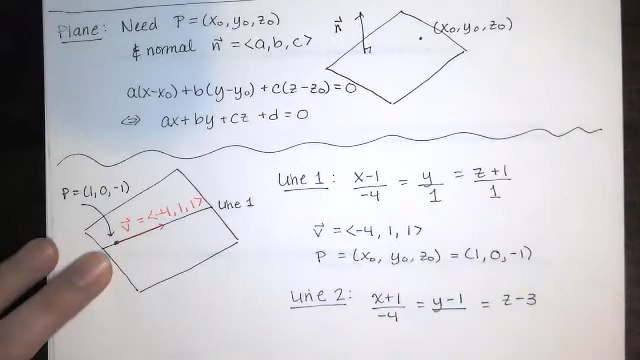 Plane: Need P = (x₀, y₀, z₀)
& normal n⃗ = <a, b, c>
n⃗
(x₀, y₀, z₀)
a(x-x₀) + b(y-y₀) + c(z-z₀) = 0
⇔ ax + by + cz + d = 0
P = (1, 0, -1)
v⃗ = <-4, 1, 1>
Line 1
Line 1: (x-1)/-4 = y/1 = (z+1)/1
v⃗ = <-4, 1, 1>
P = (x₀, y₀, z₀) = (1, 0, -1)
Line 2: (x+1)/-4 = y-1 = z-3